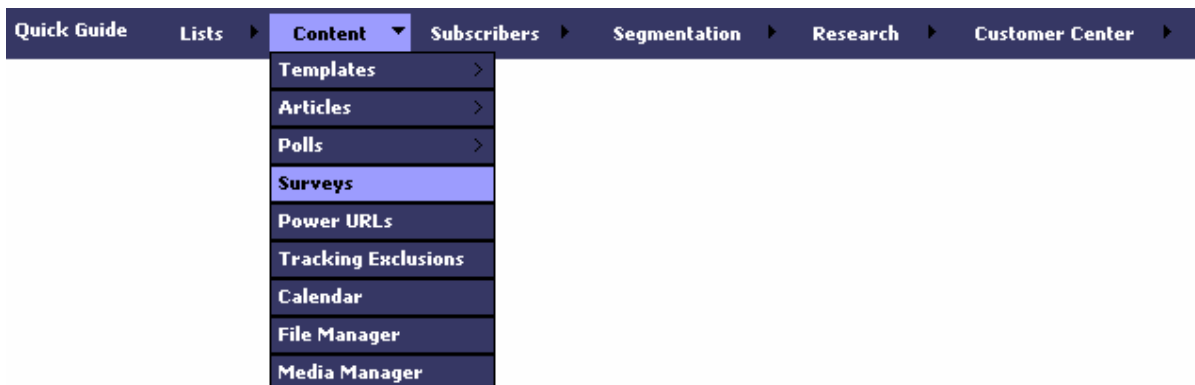 Quick Guide Lists Content Subscribers Segmentation Research Customer Center
Templates
Articles
Polls
Surveys
Power URLs
Tracking Exclusions
Calendar
File Manager
Media Manager